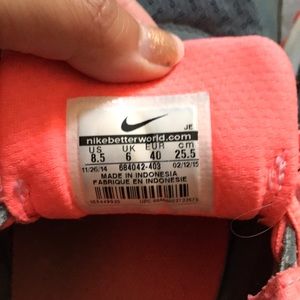 JE
nikebetterworld.com
US UK EUR cm
8.5 6 40 25.5
11/26/14 684042-403 02/12/15
MADE IN INDONESIA
FABRIQUE EN INDONESIE